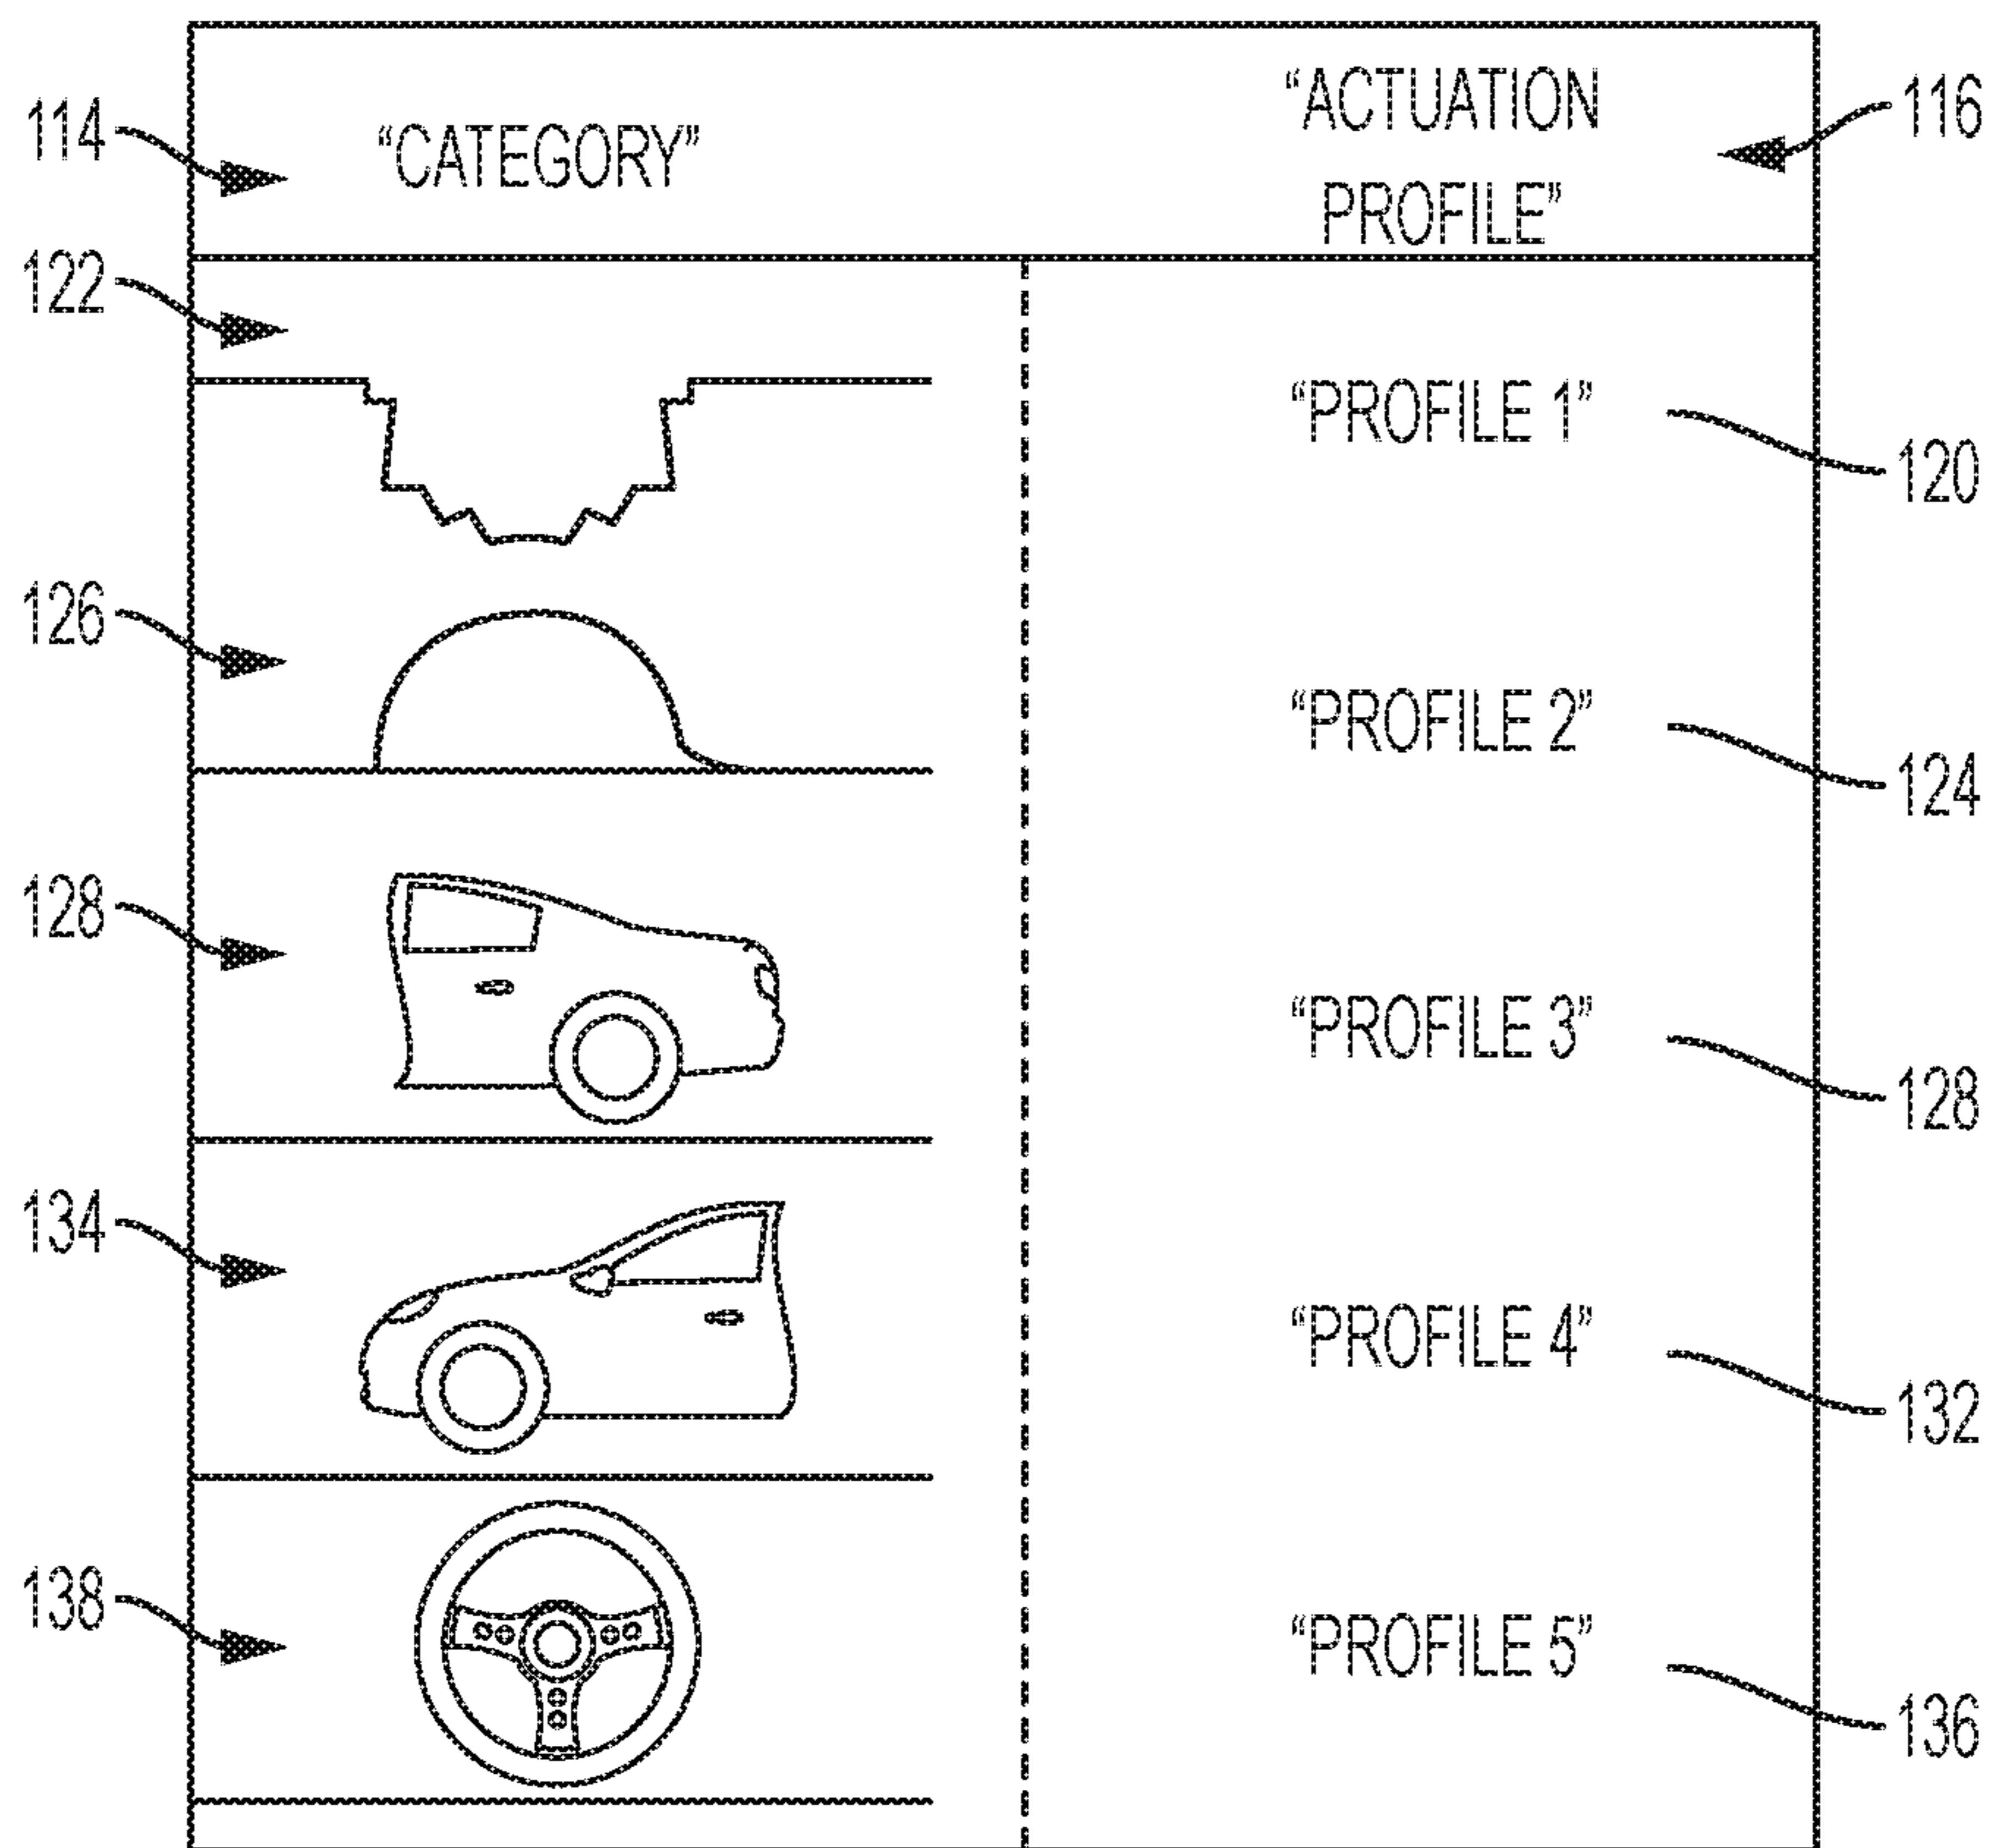 114
"CATEGORY"
"ACTUATION
PROFILE"
116
122
"PROFILE 1"
120
126
"PROFILE 2"
124
128
"PROFILE 3"
128
134
"PROFILE 4"
132
138
"PROFILE 5"
136